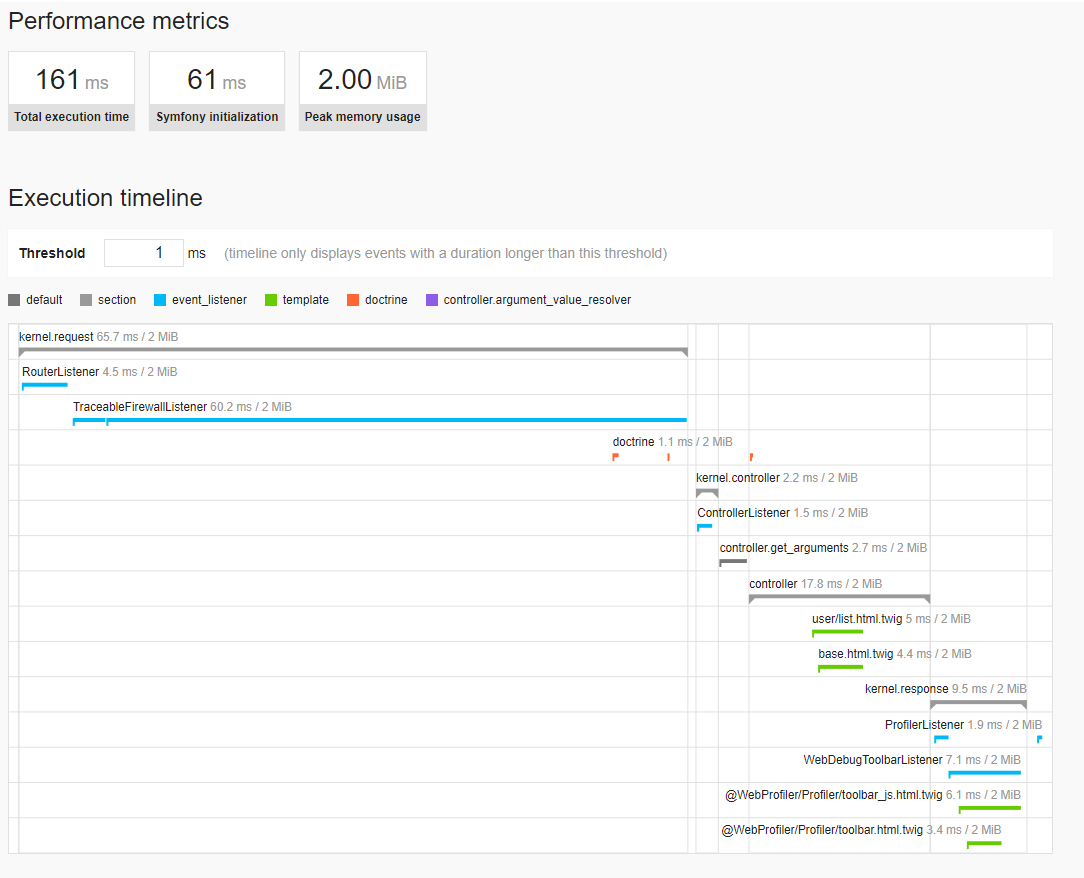 Performance metrics
161 ms 61 ms 2.00 MiB
Total execution time Symfony initialization Peak memory usage
Execution timeline
Threshold 1 ms (timeline only displays events with a duration longer than this threshold)
default section event_listener template doctrine controller.argument_value_resolver
kernel.request 65.7 ms / 2 MiB
RouterListener 4.5 ms / 2 MiB
TraceableFirewallListener 60.2 ms / 2 MiB
doctrine 1.1 ms / 2 MiB
kernel.controller 2.2 ms / 2 MiB
ControllerListener 1.5 ms / 2 MiB
controller.get_arguments 2.7 ms / 2 MiB
controller 17.8 ms / 2 MiB
user/list.html.twig 5 ms / 2 MiB
base.html.twig 4.4 ms / 2 MiB
kernel.response 9.5 ms / 2 MiB
ProfilerListener 1.9 ms / 2 MiB
WebDebugToolbarListener 7.1 ms / 2 MiB
@WebProfiler/Profiler/toolbar_js.html.twig 6.1 ms / 2 MiB
@WebProfiler/Profiler/toolbar.html.twig 3.4 ms / 2 MiB